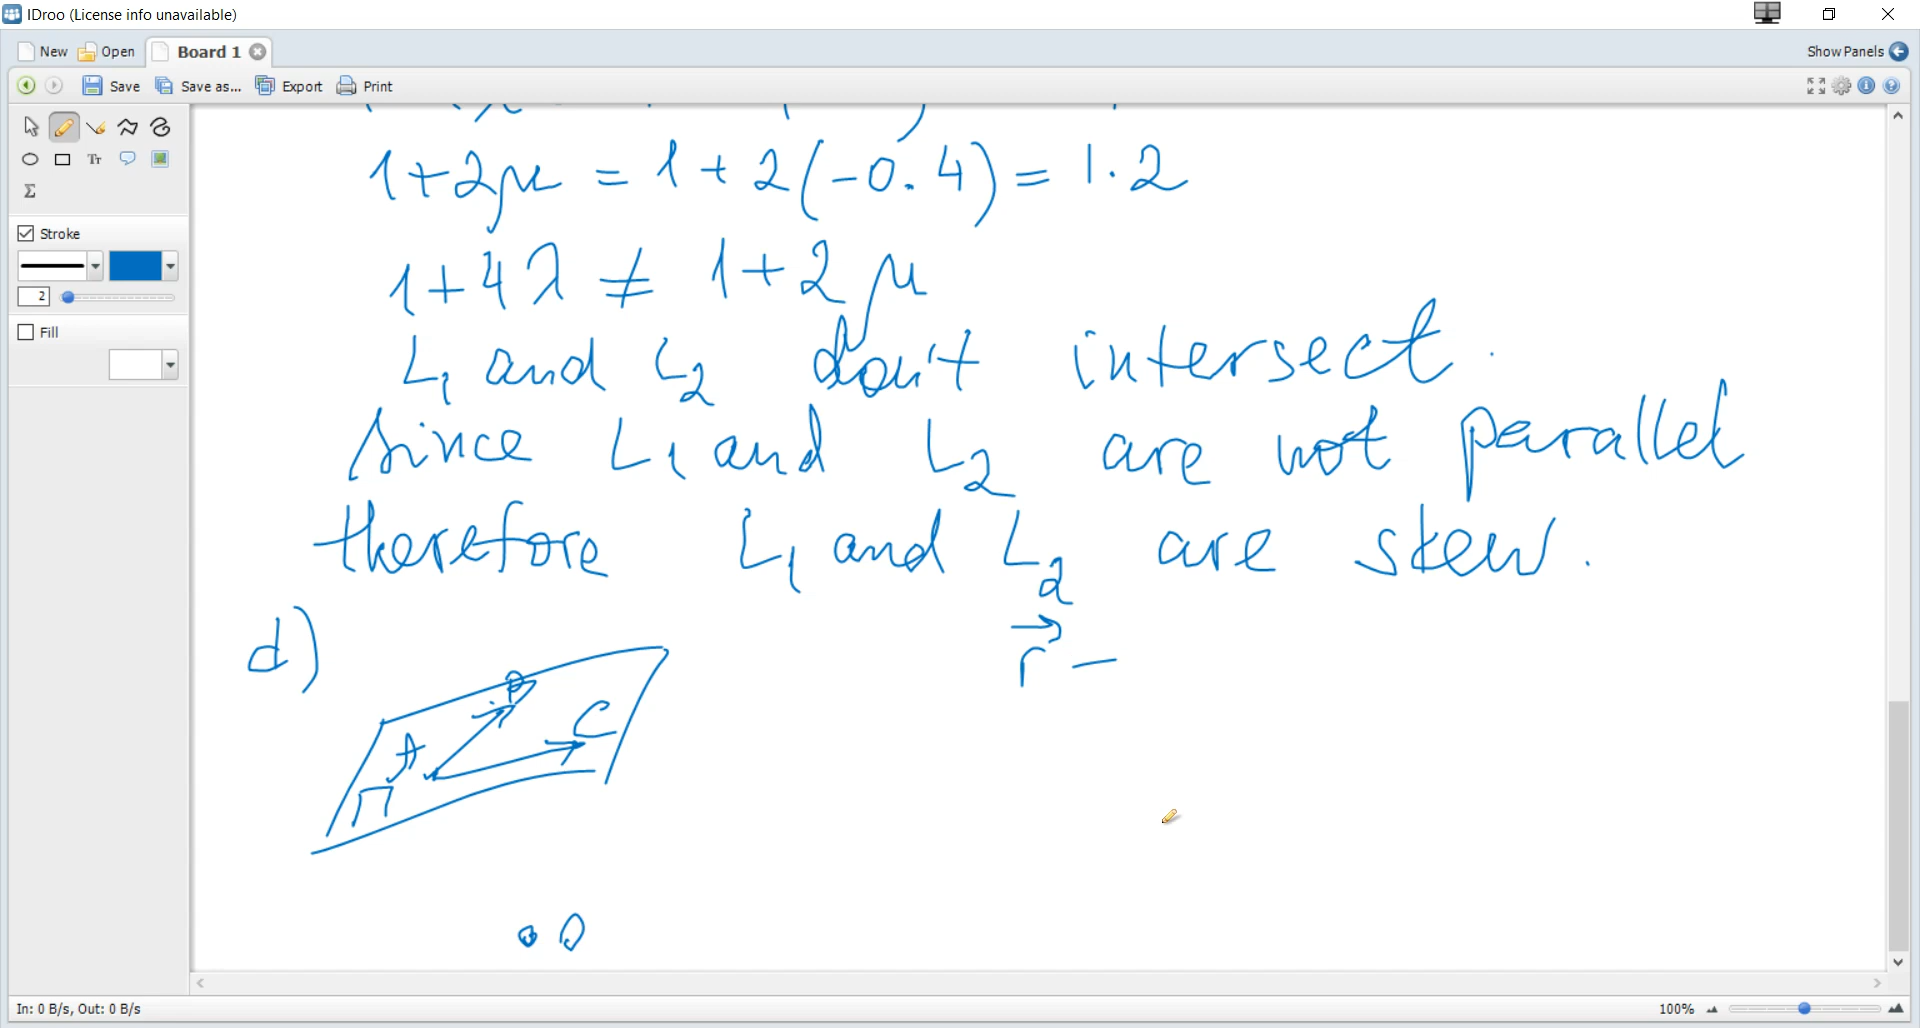 IDroo (License info unavailable)
New Open Board 1 Show Panels
Save Save as... Export Print
Tr
Σ
Stroke
2
Fill
1+2μ = 1+2(-0.4) = 1.2
1+4λ ≠ 1+2μ
L₁ and L₂ don't intersect.
Since L₁ and L₂ are not parallel
therefore L₁ and L₂ are skew.
d)
r⃗ –
C
A
Π
In: 0 B/s, Out: 0 B/s 100%